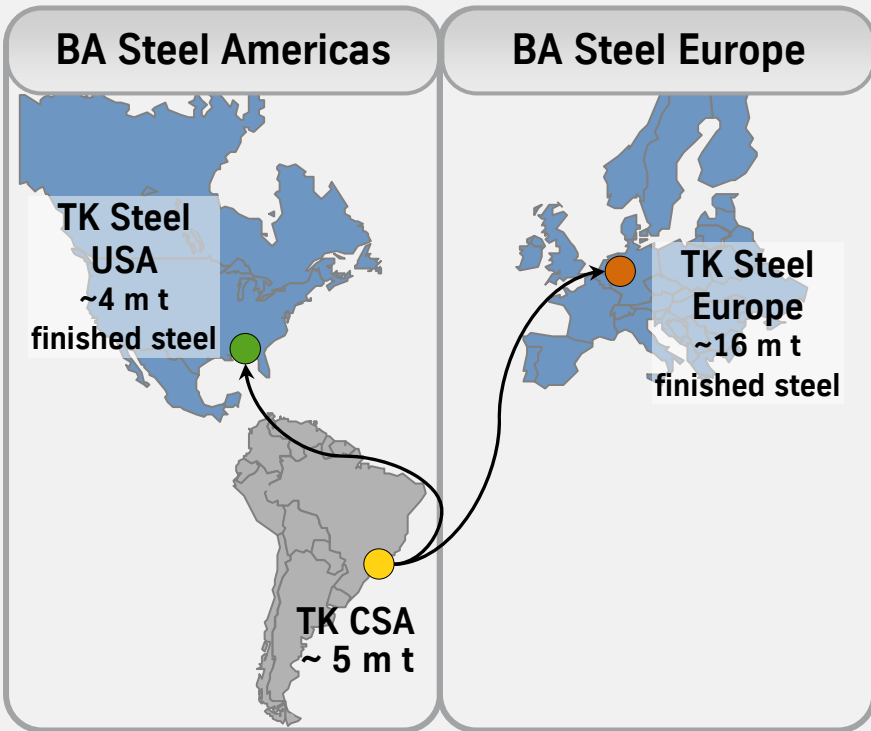 BA Steel Americas
BA Steel Europe
TK Steel
USA
~4 m t
finished steel
TK Steel
Europe
~16 m t
finished steel
TK CSA
~ 5 m t